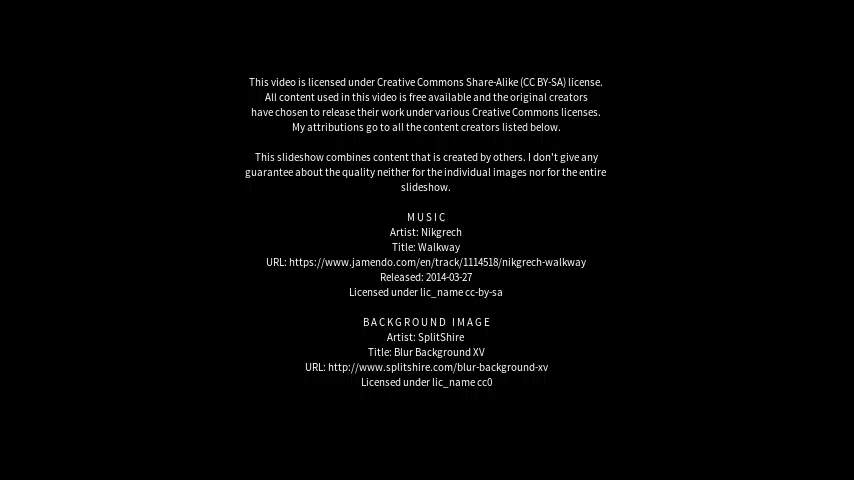 This video is licensed under Creative Commons Share-Alike (CC BY-SA) license.
All content used in this video is free available and the original creators
have chosen to release their work under various Creative Commons licenses.
My attributions go to all the content creators listed below.
This slideshow combines content that is created by others. I don't give any
guarantee about the quality neither for the individual images nor for the entire
slideshow.
MUSIC
Artist: Nikgrech
Title: Walkway
URL: https://www.jamendo.com/en/track/1114518/nikgrech-walkway
Released: 2014-03-27
Licensed under lic_name cc-by-sa
BACKGROUND IMAGE
Artist: SplitShire
Title: Blur Background XV
URL: http://www.splitshire.com/blur-background-xv
Licensed under lic_name cc0